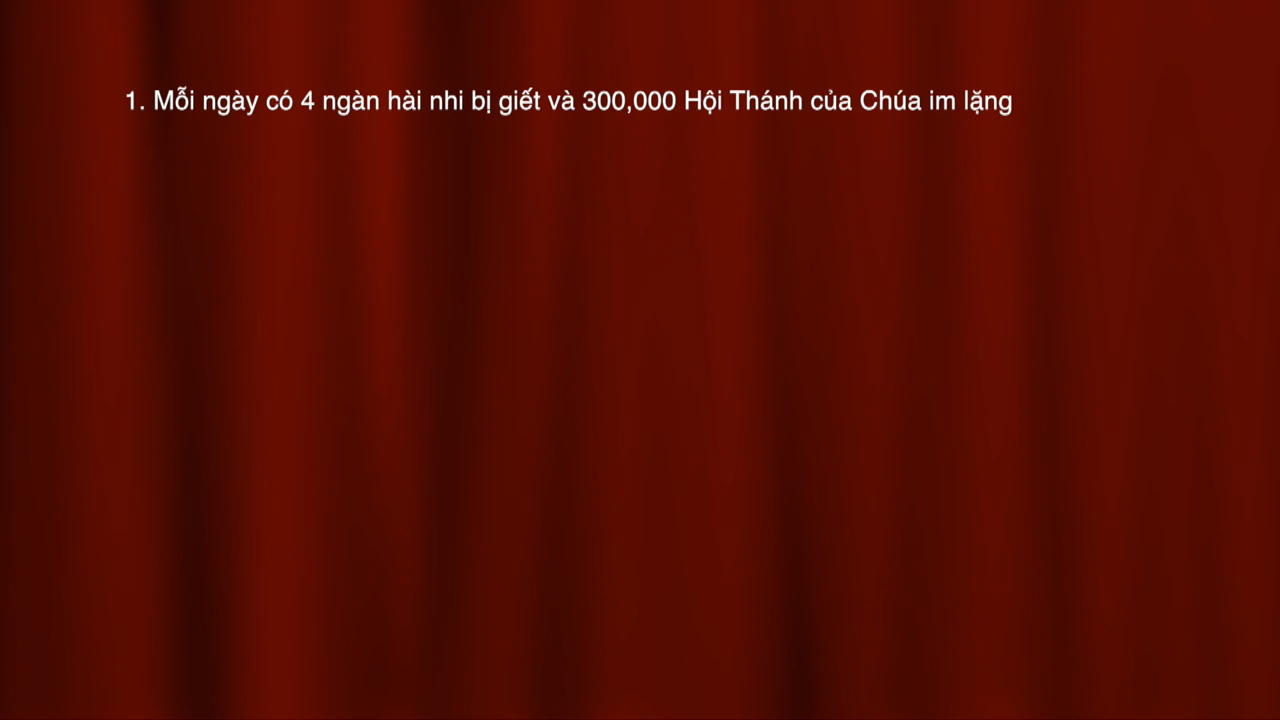 1. Mỗi ngày có 4 ngàn hài nhi bị giết và 300,000 Hội Thánh của Chúa im lặng